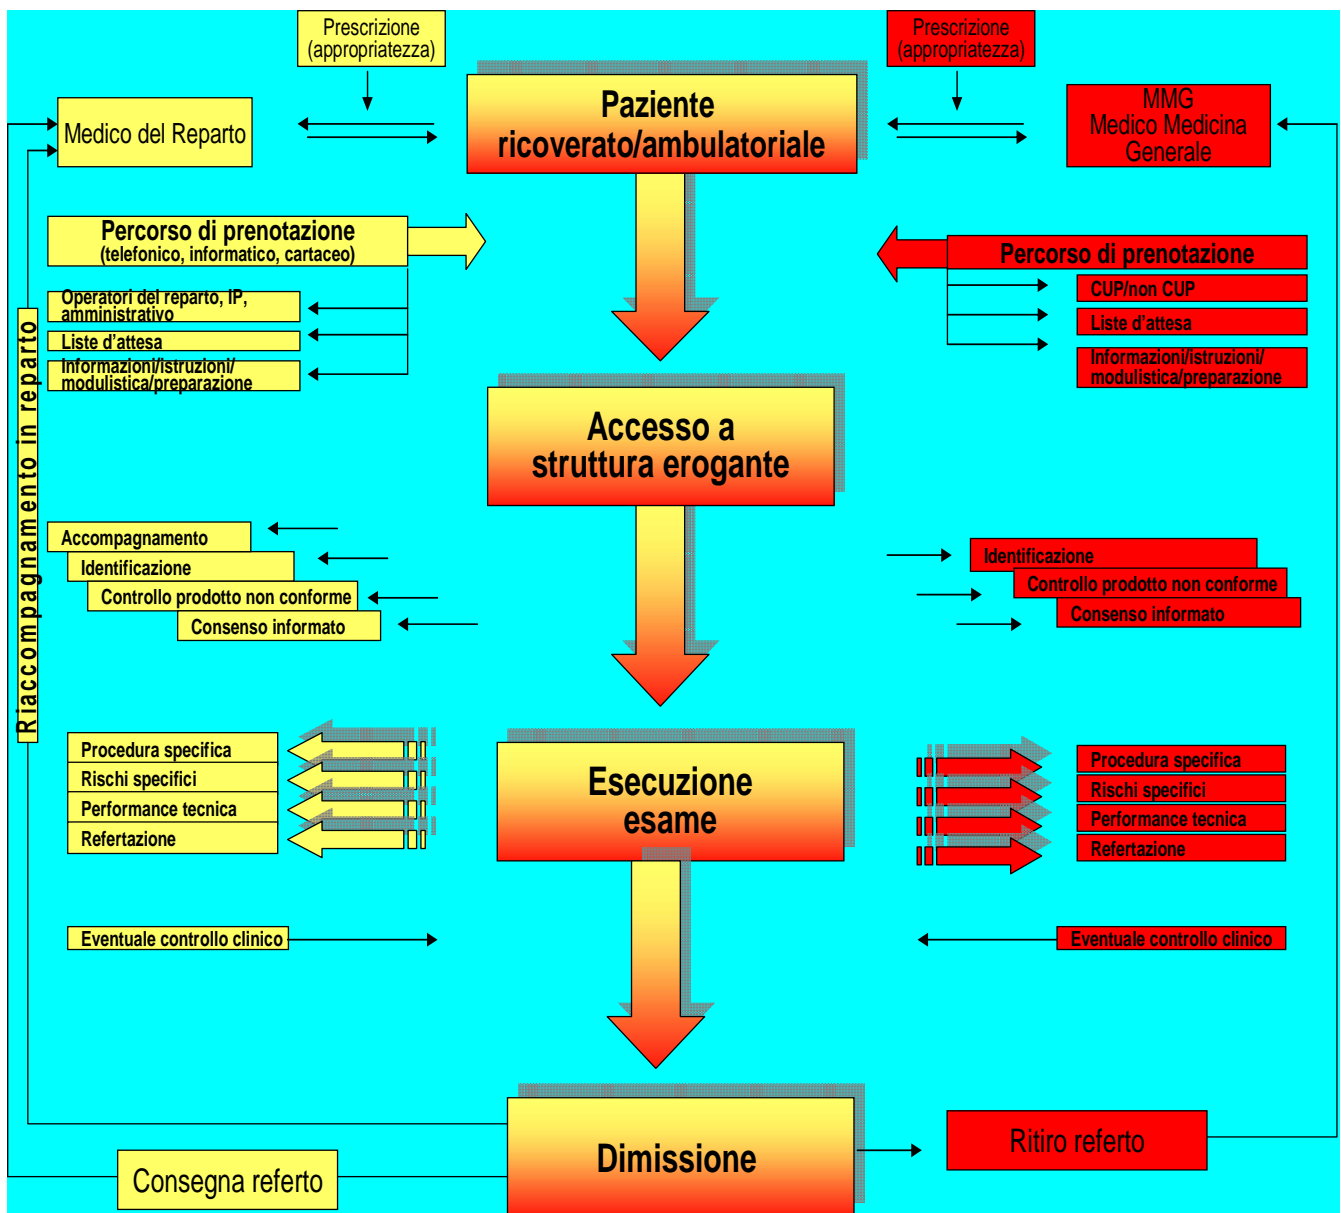 Prescrizione
(appropriatezza)
Prescrizione
(appropriatezza)
Paziente
ricoverato/ambulatoriale
Medico del Reparto
MMG
Medico Medicina
Generale
Percorso di prenotazione
(telefonico, informatico, cartaceo)
Percorso di prenotazione
Operatori del reparto, IP,
amministrativo
Liste d'attesa
Informazioni/istruzioni/
modulistica/preparazione
CUP/non CUP
Liste d'attesa
Informazioni/istruzioni/
modulistica/preparazione
Riaccompagnamento in reparto
Accesso a
struttura erogante
Accompagnamento
Identificazione
Controllo prodotto non conforme
Consenso informato
Identificazione
Controllo prodotto non conforme
Consenso informato
Procedura specifica
Rischi specifici
Performance tecnica
Refertazione
Esecuzione
esame
Procedura specifica
Rischi specifici
Performance tecnica
Refertazione
Eventuale controllo clinico
Eventuale controllo clinico
Dimissione
Ritiro referto
Consegna referto